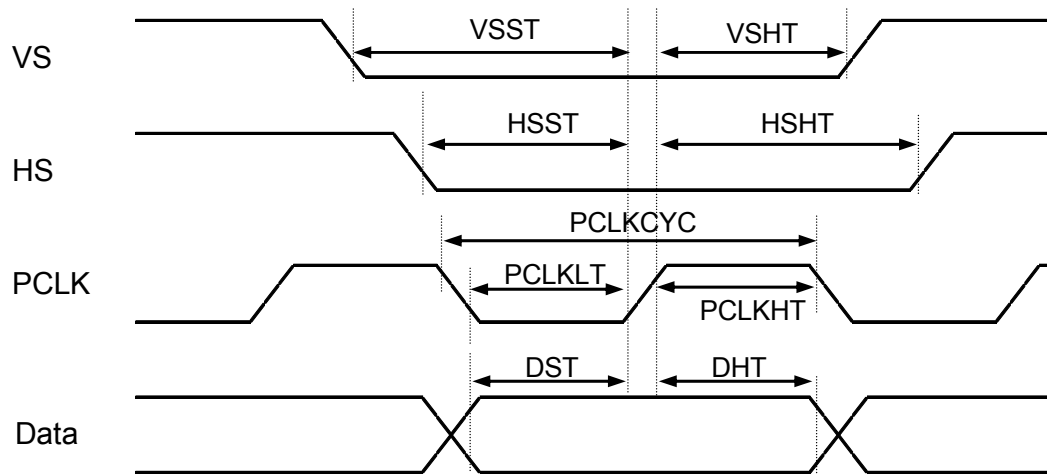 VSST VSHT
VS
HSST HSHT
HS
PCLKCYC
PCLK PCLKLT
PCLKHT
DST DHT
Data